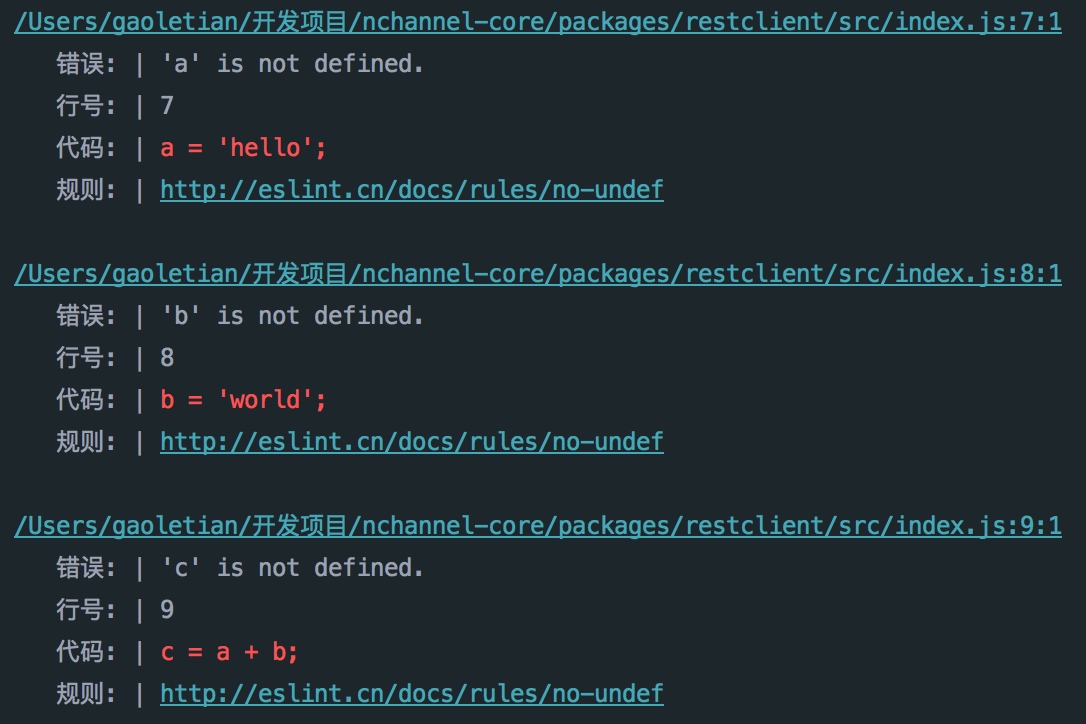 /Users/gaoletian/开发项目/nchannel-core/packages/restclient/src/index.js:7:1
错误: | 'a' is not defined.
行号: | 7
代码: | a = 'hello';
规则: | http://eslint.cn/docs/rules/no-undef
/Users/gaoletian/开发项目/nchannel-core/packages/restclient/src/index.js:8:1
错误: | 'b' is not defined.
行号: | 8
代码: | b = 'world';
规则: | http://eslint.cn/docs/rules/no-undef
/Users/gaoletian/开发项目/nchannel-core/packages/restclient/src/index.js:9:1
错误: | 'c' is not defined.
行号: | 9
代码: | c = a + b;
规则: | http://eslint.cn/docs/rules/no-undef